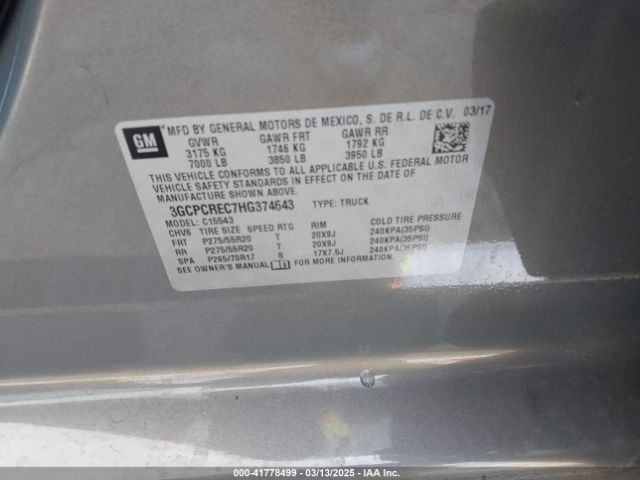 GM
MFD BY GENERAL MOTORS DE MEXICO, S. DE R.L. DE C.V. 03/17
GVWR GAWR FRT GAWR RR
3175 KG 1746 KG 1792 KG
7000 LB 3850 LB 3950 LB
THIS VEHICLE CONFORMS TO ALL APPLICABLE U.S. FEDERAL MOTOR
VEHICLE SAFETY STANDARDS IN EFFECT ON THE DATE OF
MANUFACTURE SHOWN ABOVE.
3GCPCREC7HG374643 TYPE: TRUCK
MODEL: C15543
CHV6 TIRE SIZE SPEED RTG RIM COLD TIRE PRESSURE
FRT P275/55R20 T 20X9J 240KPA(35PSI)
RR P275/55R20 T 20X9J 240KPA(35PSI)
SPA P265/70R17 S 17X7.5J 240KPA(35PSI)
SEE OWNER'S MANUAL
000-41778499 — 03/13/2025 — IAA Inc.